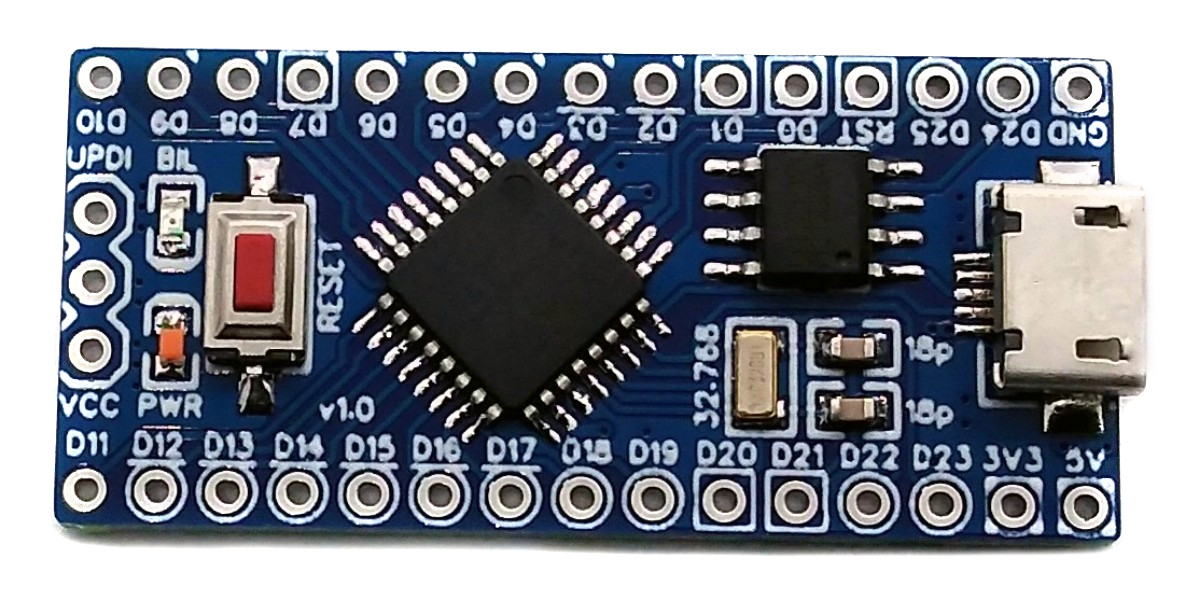 D10 D9 D8 D7 D6 D5 D4 D3 D2 D1 D0 RST D25 D24 GND
UPDI BIL
RESET
32.768
18p
18p
VCC PWR v1.0
D11 D12 D13 D14 D15 D16 D17 D18 D19 D20 D21 D22 D23 3V3 5V